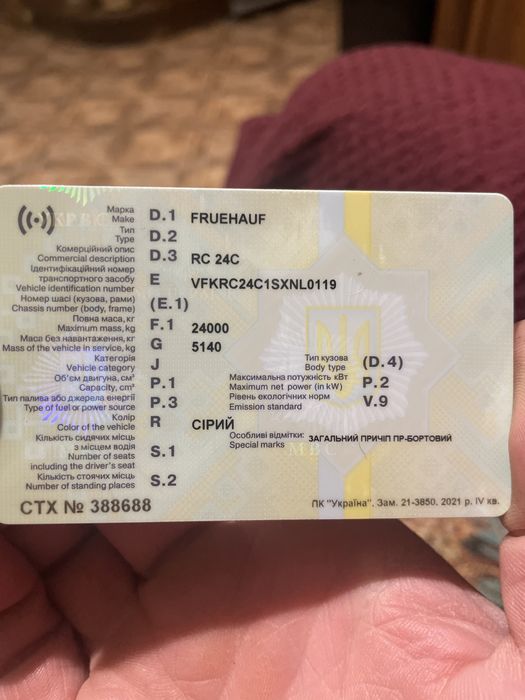 Марка
Make D.1 FRUEHAUF
Тип
Type D.2
Комерційний опис
Commercial description D.3 RC 24C
Ідентифікаційний номер
транспортного засобу
Vehicle identification number E VFKRC24C1SXNL0119
Номер шасі (кузова, рами)
Chassis number (body, frame) (E.1)
Повна маса, кг
Maximum mass, kg F.1 24000
Маса без навантаження, кг
Mass of the vehicle in service, kg G 5140
Категорія
Vehicle category J
Тип кузова
Body type (D.4)
Об'єм двигуна, см³
Capacity, cm³ P.1
Максимальна потужність кВт
Maximum net power (in kW) P.2
Тип палива або джерела енергії
Type of fuel or power source P.3
Рівень екологічних норм
Emission standard V.9
Колір
Color of the vehicle R СІРИЙ
Кількість сидячих місць
з місцем водія
Number of seats
including the driver's seat S.1
Особливі відмітки: ЗАГАЛЬНИЙ ПРИЧІП ПР-БОРТОВИЙ
Special marks
МВС
Кількість стоячих місць
Number of standing places S.2
СТХ № 388688
ПК "Україна". Зам. 21-3850. 2021 р. IV кв.